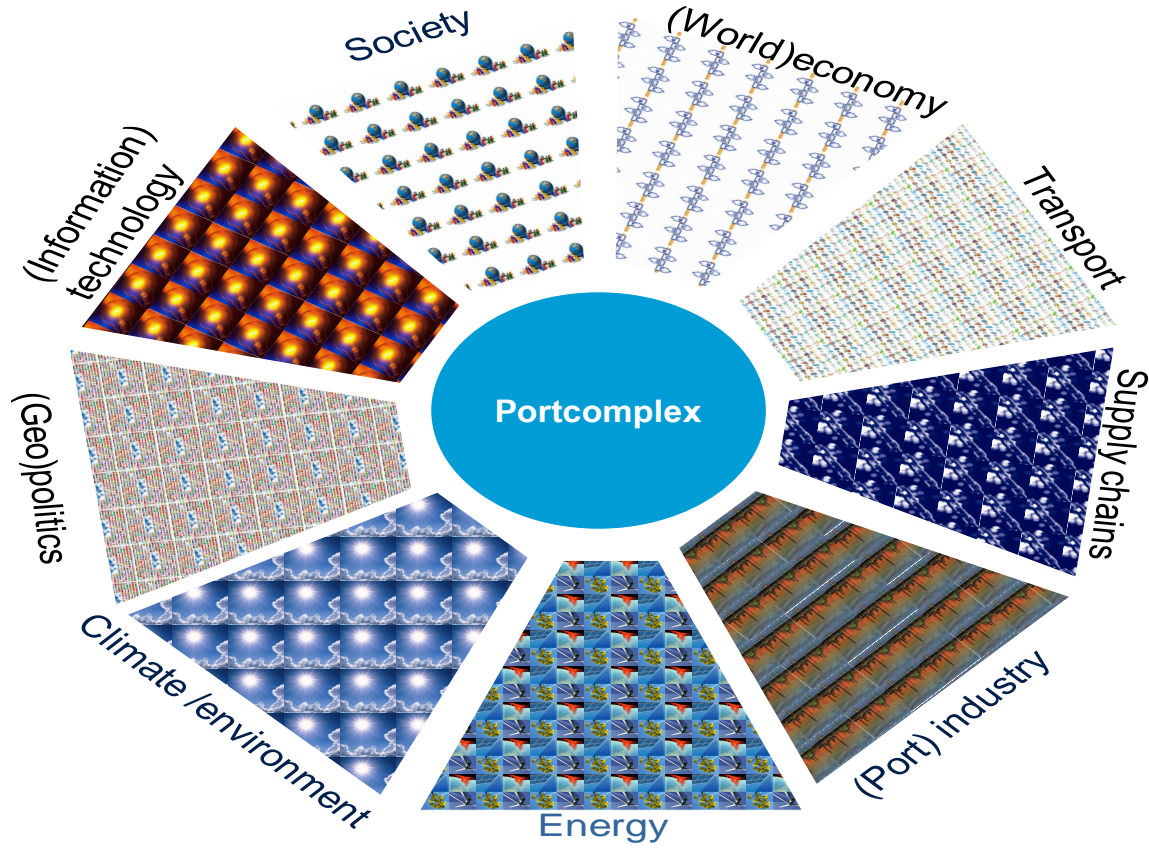 Society
(World)economy
Transport
Supply chains
(Port) industry
Energy
Climate /environment
(Geo)politics
(Information)
technology
Portcomplex